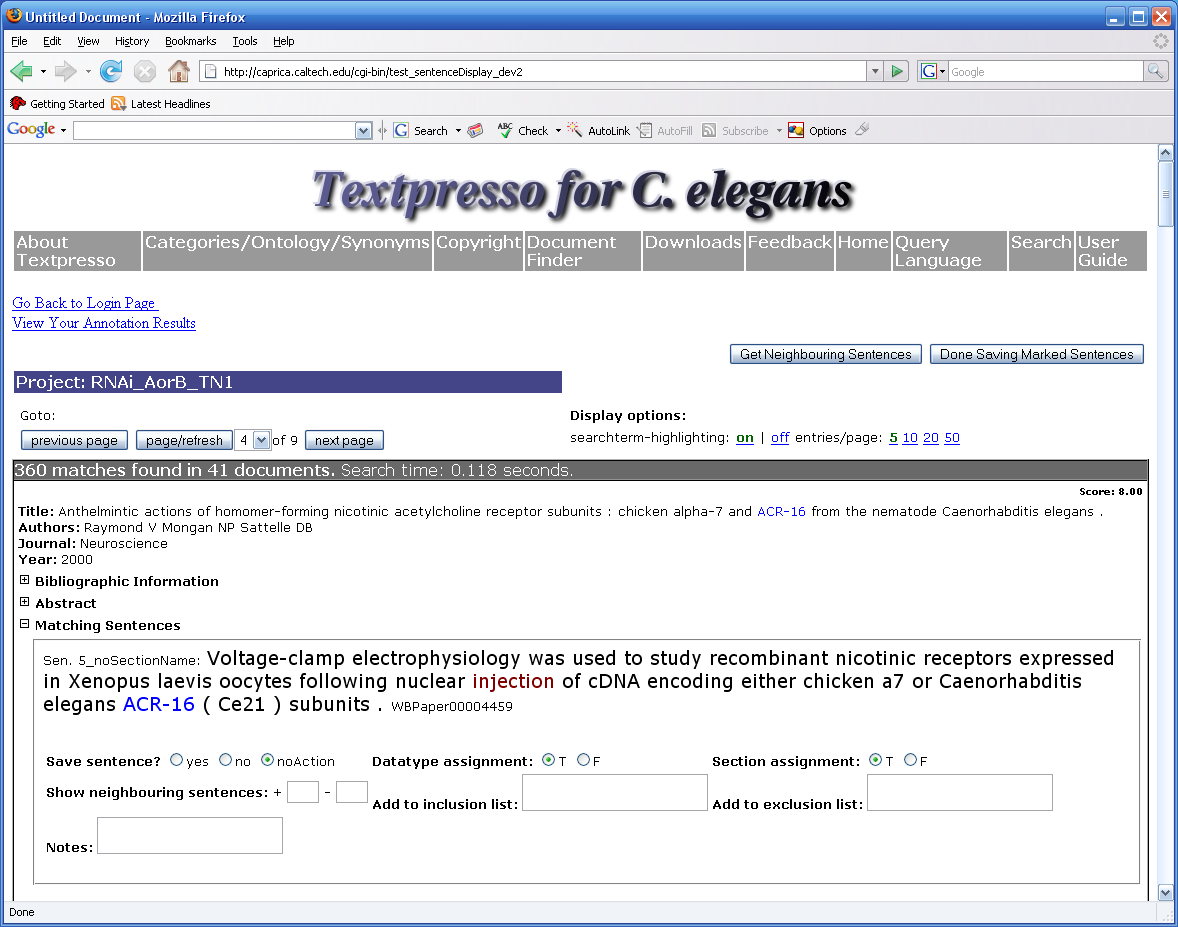 Untitled Document - Mozilla Firefox
File Edit View History Bookmarks Tools Help
http://caprica.caltech.edu/cgi-bin/test_sentenceDisplay_dev2
G Google
Getting Started Latest Headlines
Google G Search ABC Check AutoLink AutoFill Subscribe Options
Textpresso for C. elegans
About Textpresso Categories/Ontology/Synonyms Copyright Document Finder Downloads Feedback Home Query Language Search User Guide
Go Back to Login Page
View Your Annotation Results
Get Neighbouring Sentences Done Saving Marked Sentences
Project: RNAi_AorB_TN1
Goto: Display options:
previous page page/refresh 4 of 9 next page searchterm-highlighting: on | off entries/page: 5 10 20 50
360 matches found in 41 documents. Search time: 0.118 seconds.
Score: 8.00
Title: Anthelmintic actions of homomer-forming nicotinic acetylcholine receptor subunits : chicken alpha-7 and ACR-16 from the nematode Caenorhabditis elegans .
Authors: Raymond V Mongan NP Sattelle DB
Journal: Neuroscience
Year: 2000
Bibliographic Information
Abstract
Matching Sentences
Sen. 5_noSectionName: Voltage-clamp electrophysiology was used to study recombinant nicotinic receptors expressed
in Xenopus laevis oocytes following nuclear injection of cDNA encoding either chicken a7 or Caenorhabditis
elegans ACR-16 ( Ce21 ) subunits . WBPaper00004459
Save sentence? yes no noAction Datatype assignment: T F Section assignment: T F
Show neighbouring sentences: + - Add to inclusion list: Add to exclusion list:
Notes:
Done